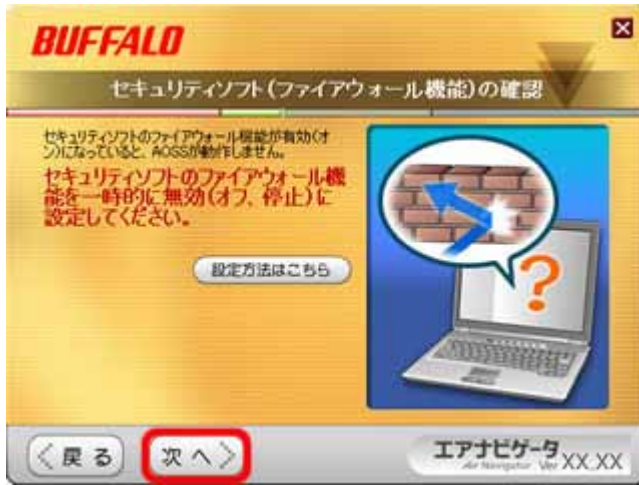 BUFFALO
セキュリティソフト(ファイアウォール機能)の確認
セキュリティソフトのファイアウォール機能が有効(オ
ン)になっていると、AOSSが動作しません。
セキュリティソフトのファイアウォール機
能を一時的に無効(オフ、停止)に
設定してください。
設定方法はこちら
?
戻る
次へ
エアナビゲータ
Air Navigator Ver XX.XX